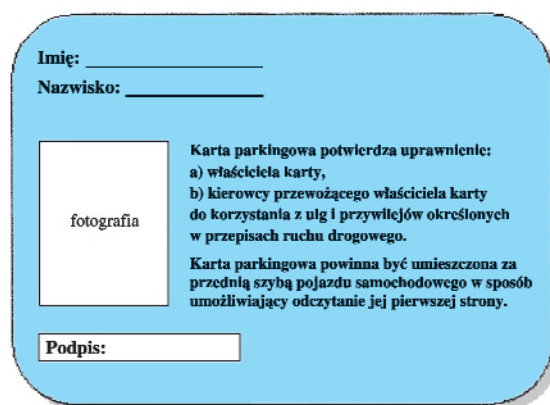 Imię:
Nazwisko:
fotografia
Karta parkingowa potwierdza uprawnienie:
a) właściciela karty,
b) kierowcy przewożącego właściciela karty
do korzystania z ulg i przywilejów określonych
w przepisach ruchu drogowego.
Karta parkingowa powinna być umieszczona za
przednią szybą pojazdu samochodowego w sposób
umożliwiający odczytanie jej pierwszej strony.
Podpis: